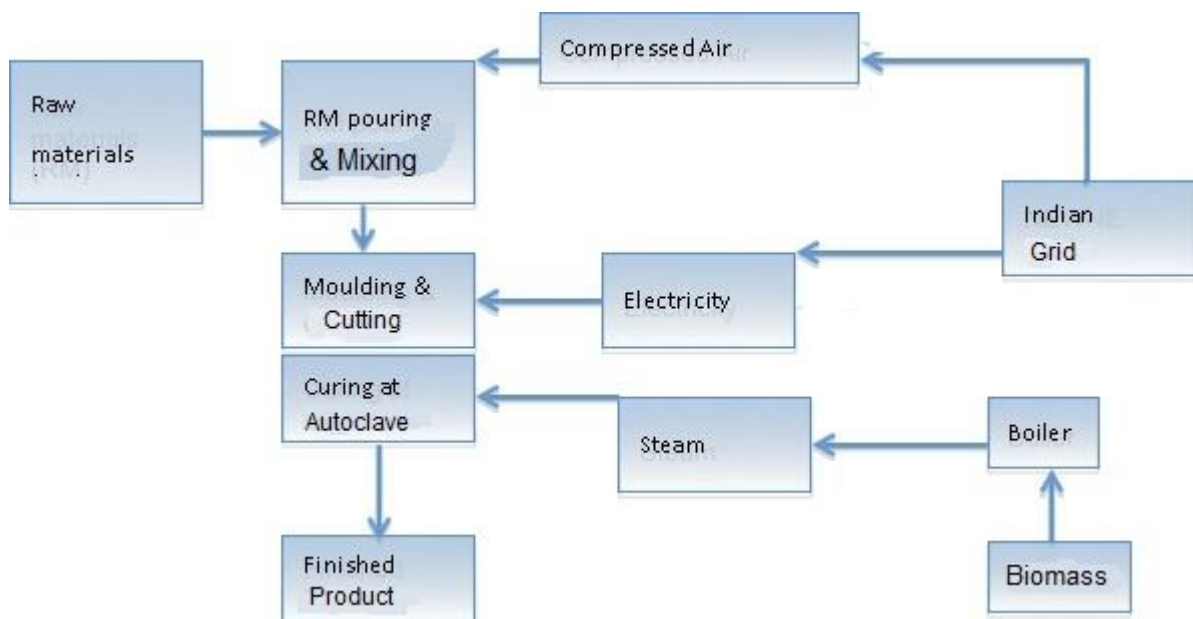 Compressed Air
Raw
materials
(RM)
RM pouring
& Mixing
Indian
Grid
Moulding &
Cutting
Electricity
Curing at
Autoclave
Steam
Boiler
Finished
Product
Biomass